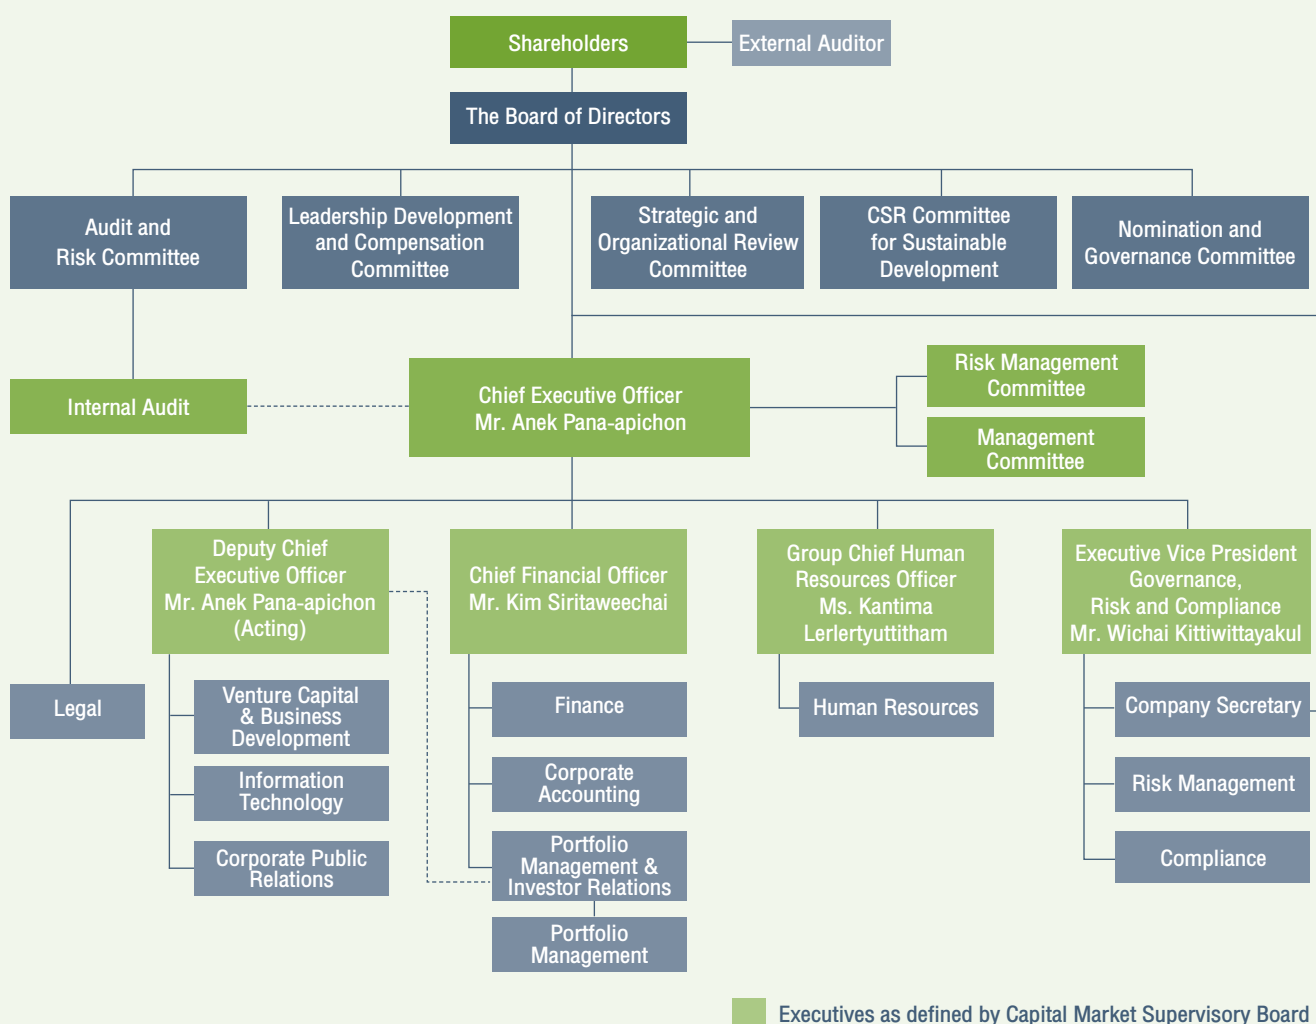 Shareholders
External Auditor
The Board of Directors
Audit and
Risk Committee
Leadership Development
and Compensation
Committee
Strategic and
Organizational Review
Committee
CSR Committee
for Sustainable
Development
Nomination and
Governance Committee
Internal Audit
Chief Executive Officer
Mr. Anek Pana-apichon
Risk Management
Committee
Management
Committee
Legal
Deputy Chief
Executive Officer
Mr. Anek Pana-apichon
(Acting)
Venture Capital
& Business
Development
Information
Technology
Corporate Public
Relations
Chief Financial Officer
Mr. Kim Siritaweechai
Finance
Corporate
Accounting
Portfolio
Management &
Investor Relations
Portfolio
Management
Group Chief Human
Resources Officer
Ms. Kantima
Lerlertyuttitham
Human Resources
Executive Vice President
Governance,
Risk and Compliance
Mr. Wichai Kittiwittayakul
Company Secretary
Risk Management
Compliance
Executives as defined by Capital Market Supervisory Board